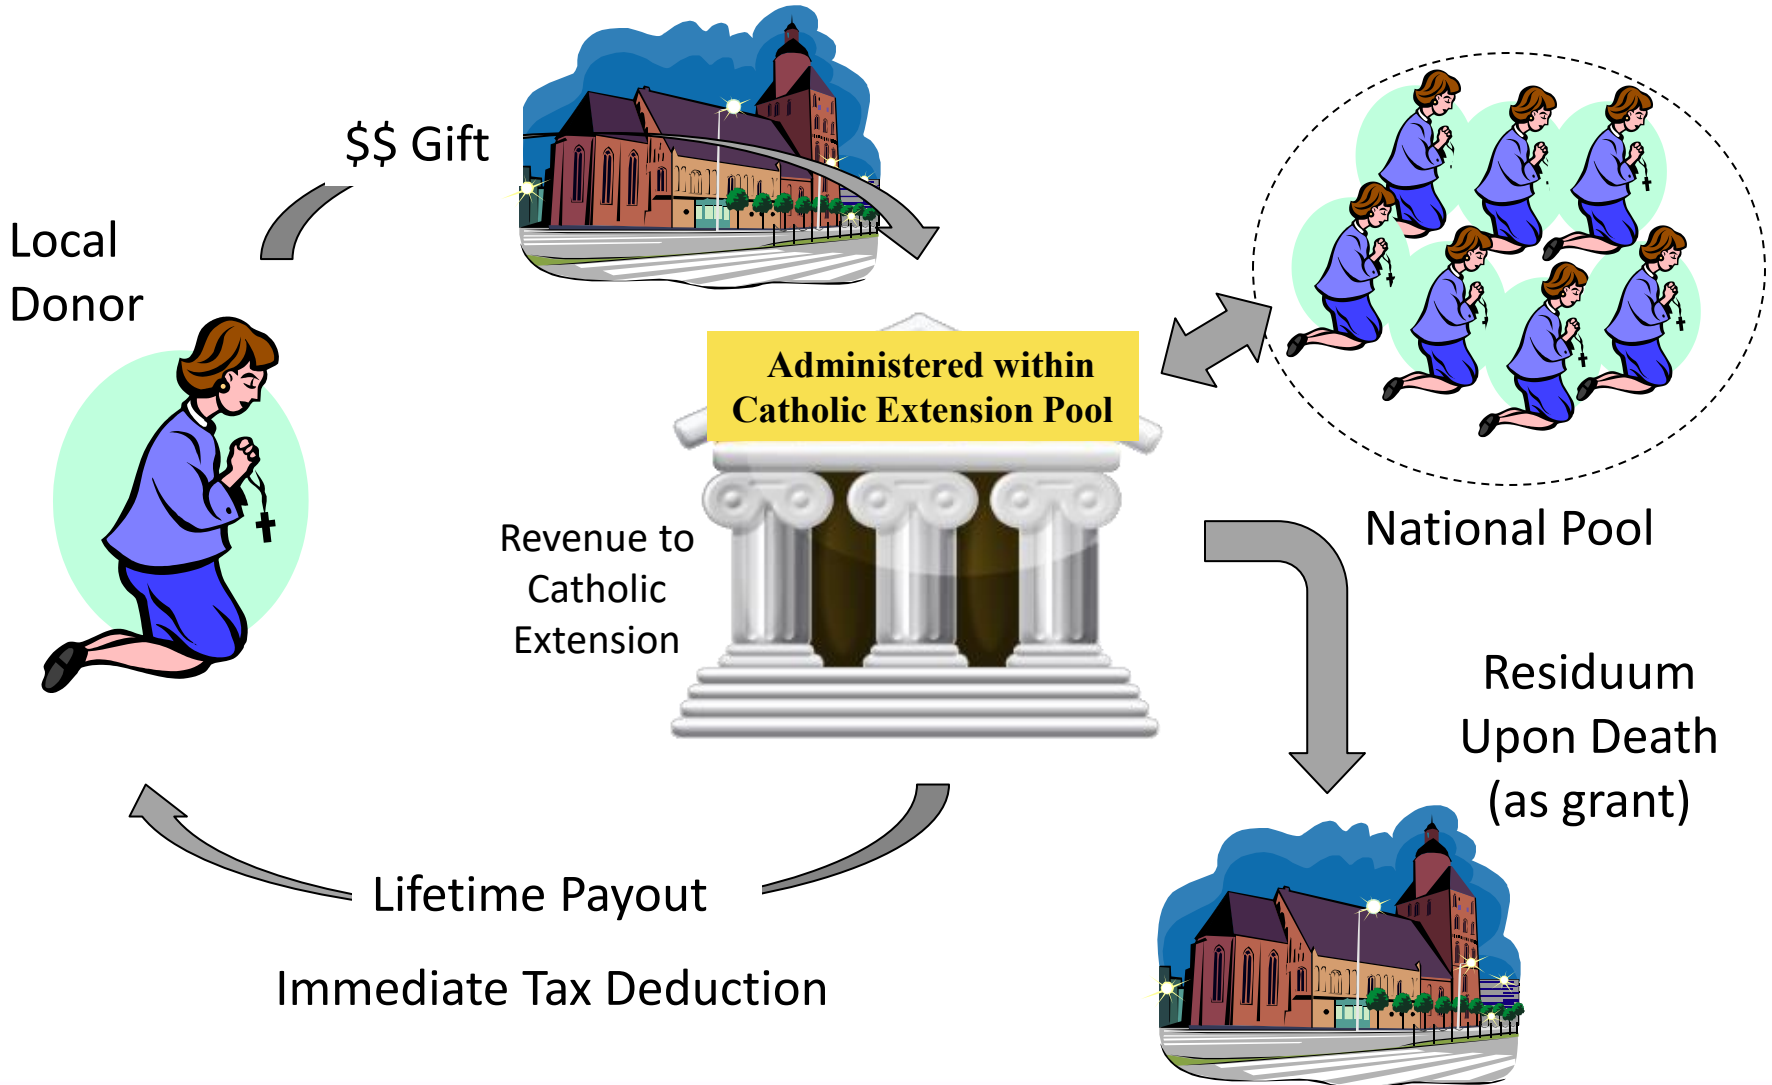 $$ Gift
Local
Donor
Administered within
Catholic Extension Pool
Revenue to
Catholic
Extension
National Pool
Residuum
Upon Death
(as grant)
Lifetime Payout
Immediate Tax Deduction